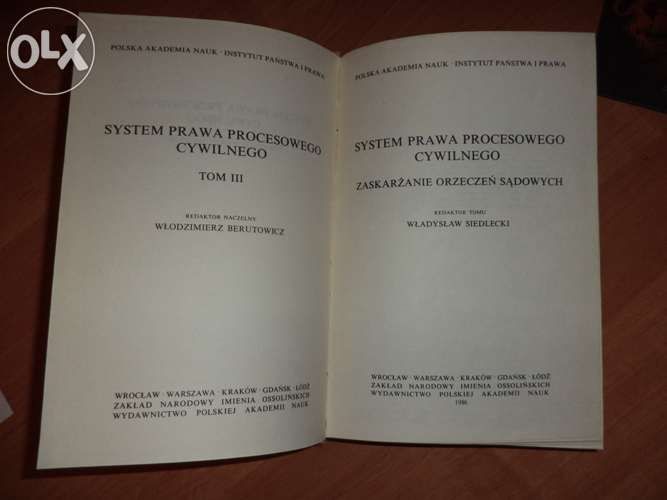 OLX
POLSKA AKADEMIA NAUK · INSTYTUT PAŃSTWA I PRAWA
SYSTEM PRAWA PROCESOWEGO
CYWILNEGO
TOM III
REDAKTOR NACZELNY
WŁODZIMIERZ BERUTOWICZ
WROCŁAW · WARSZAWA · KRAKÓW · GDAŃSK · ŁÓDŹ
ZAKŁAD NARODOWY IMIENIA OSSOLIŃSKICH
WYDAWNICTWO POLSKIEJ AKADEMII NAUK
POLSKA AKADEMIA NAUK · INSTYTUT PAŃSTWA I PRAWA
SYSTEM PRAWA PROCESOWEGO
CYWILNEGO
ZASKARŻANIE ORZECZEŃ SĄDOWYCH
REDAKTOR TOMU
WŁADYSŁAW SIEDLECKI
WROCŁAW · WARSZAWA · KRAKÓW · GDAŃSK · ŁÓDŹ
ZAKŁAD NARODOWY IMIENIA OSSOLIŃSKICH
WYDAWNICTWO POLSKIEJ AKADEMII NAUK
1986